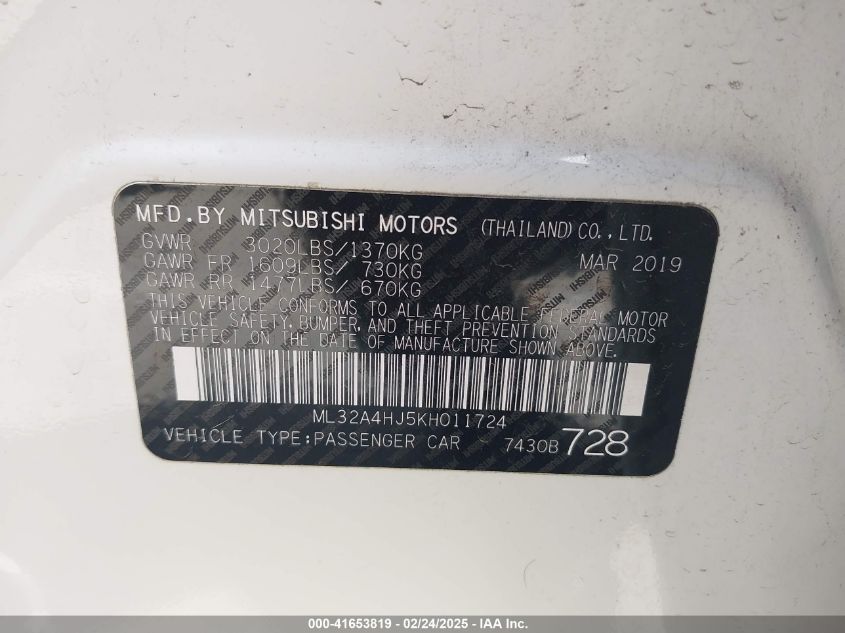 MFD.BY MITSUBISHI MOTORS (THAILAND)CO.,LTD.
GVWR 3020LBS/1370KG MAR 2019
GAWR FR 1609LBS/ 730KG
GAWR RR 1477LBS/ 670KG
THIS VEHICLE CONFORMS TO ALL APPLICABLE FEDERAL MOTOR
VEHICLE SAFETY, BUMPER, AND THEFT PREVENTION STANDARDS
IN EFFECT ON THE DATE OF MANUFACTURE SHOWN ABOVE.
ML32A4HJ5KH011724
VEHICLE TYPE:PASSENGER CAR 7430B 728
000-41653819 - 02/24/2025 - © IAA Inc.